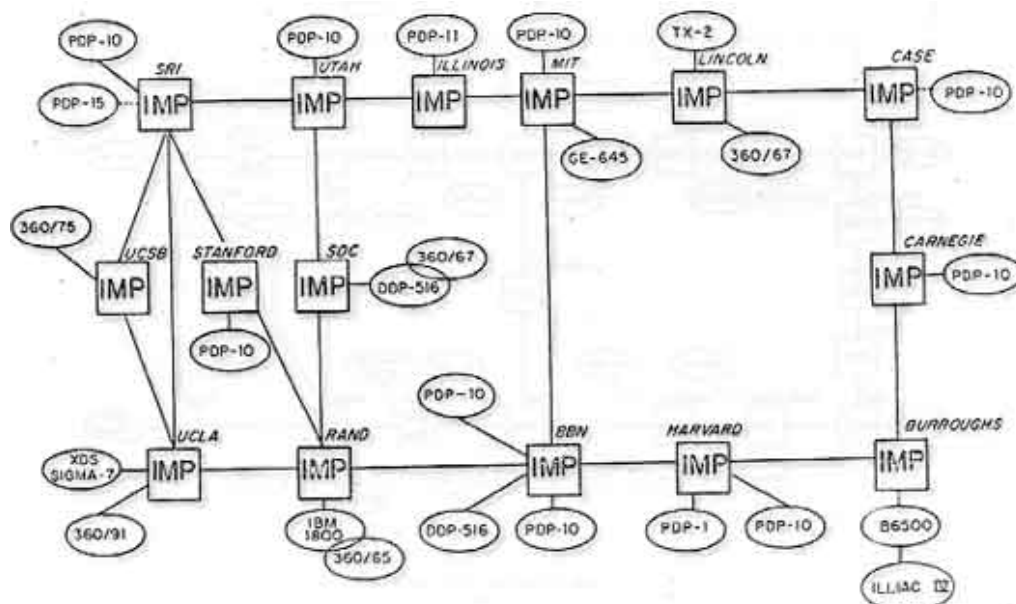 PDP-10
PDP-10
PDP-11
PDP-10
TX-2
SRI
UTAH
ILLINOIS
MIT
LINCOLN
CASE
PDP-15
IMP
IMP
IMP
IMP
IMP
IMP
PDP-10
GE-645
360/67
360/75
UCSB
STANFORD
SDC
360/67
CARNEGIE
IMP
IMP
IMP
DDP-516
IMP
PDP-10
PDP-10
PDP-10
UCLA
RAND
BBN
HARVARD
BURROUGHS
XDS
SIGMA-7
IMP
IMP
IMP
IMP
IMP
360/91
IBM
1800
360/65
DDP-516
PDP-10
PDP-1
PDP-10
B6500
ILLIAC IV